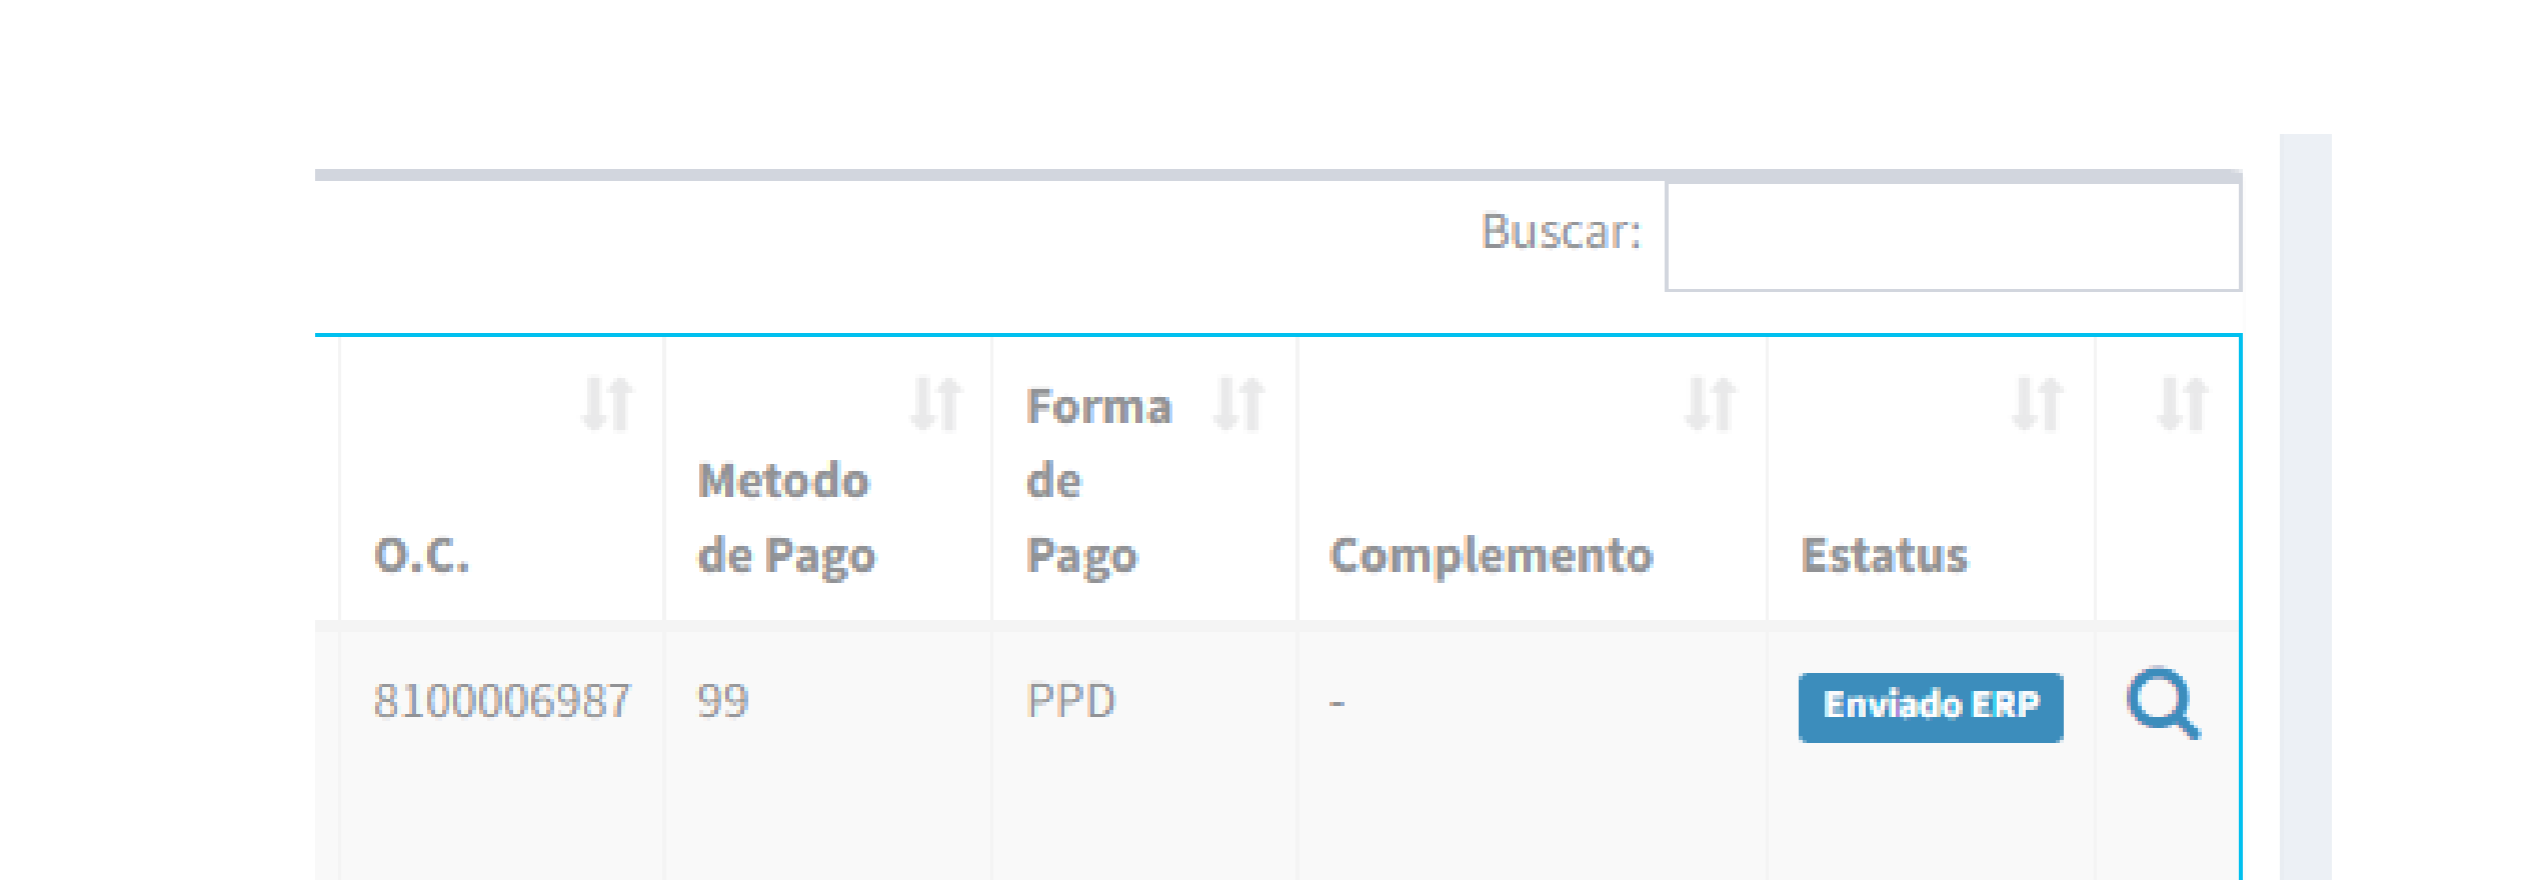 Buscar:
O.C.
Metodo
de Pago
Forma
de
Pago
Complemento
Estatus
8100006987 99 PPD - Enviado ERP